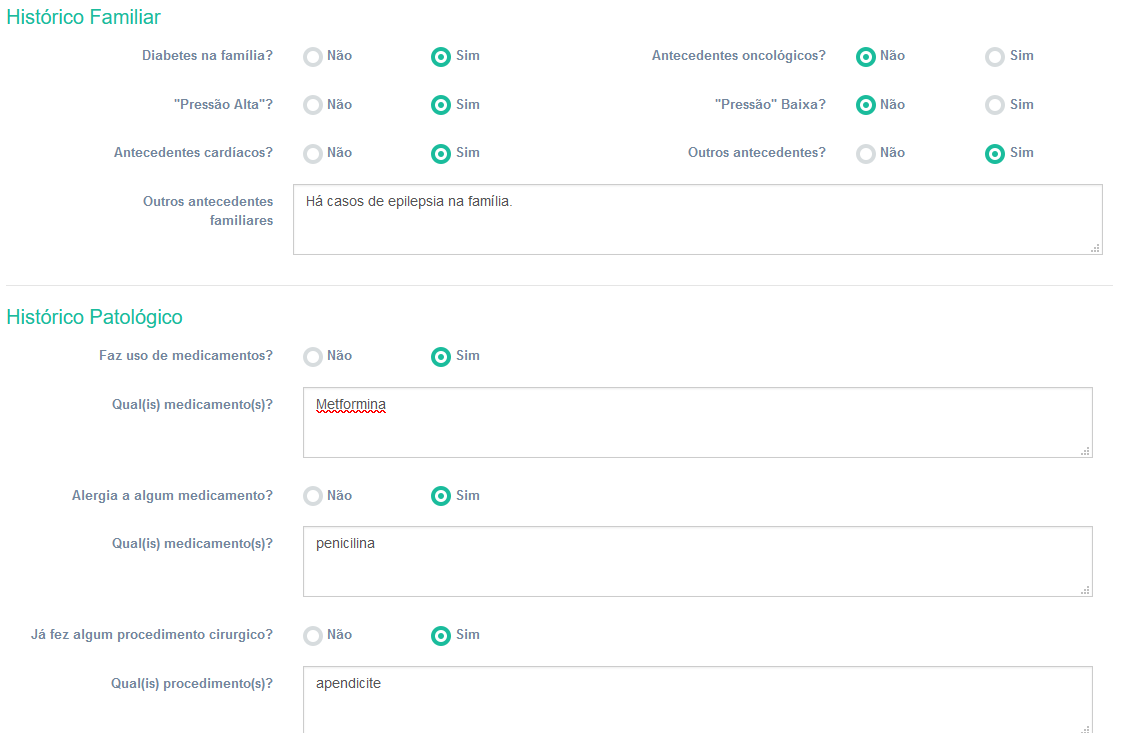 Histórico Familiar
Diabetes na família? Não Sim Antecedentes oncológicos? Não Sim
"Pressão Alta"? Não Sim "Pressão" Baixa? Não Sim
Antecedentes cardíacos? Não Sim Outros antecedentes? Não Sim
Outros antecedentes familiares
Há casos de epilepsia na família.
Histórico Patológico
Faz uso de medicamentos? Não Sim
Qual(is) medicamento(s)? Metformina
Alergia a algum medicamento? Não Sim
Qual(is) medicamento(s)? penicilina
Já fez algum procedimento cirurgico? Não Sim
Qual(is) procedimento(s)? apendicite